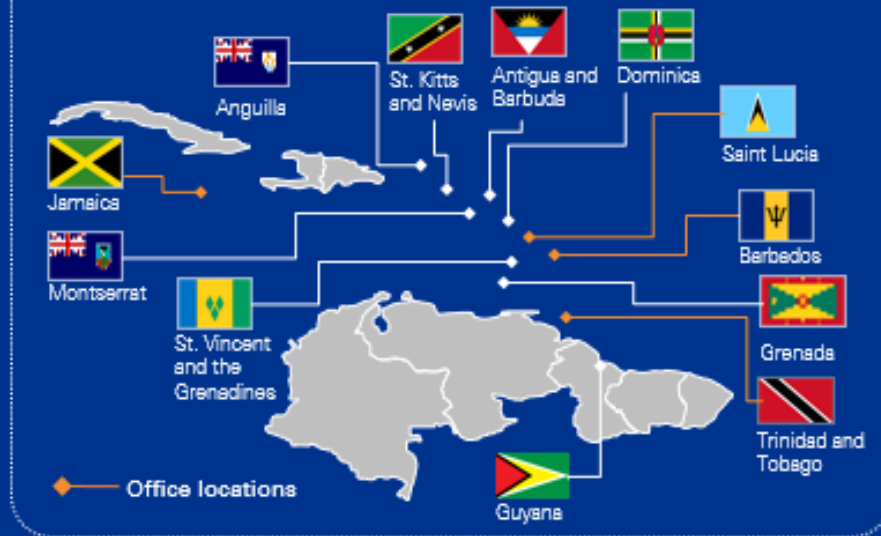 Anguilla
St. Kitts
and Nevis
Antigua and
Barbuda
Dominica
Saint Lucia
Jamaica
Barbados
Montserrat
St. Vincent
and the
Grenadines
Grenada
Trinidad and
Tobago
Office locations
Guyana